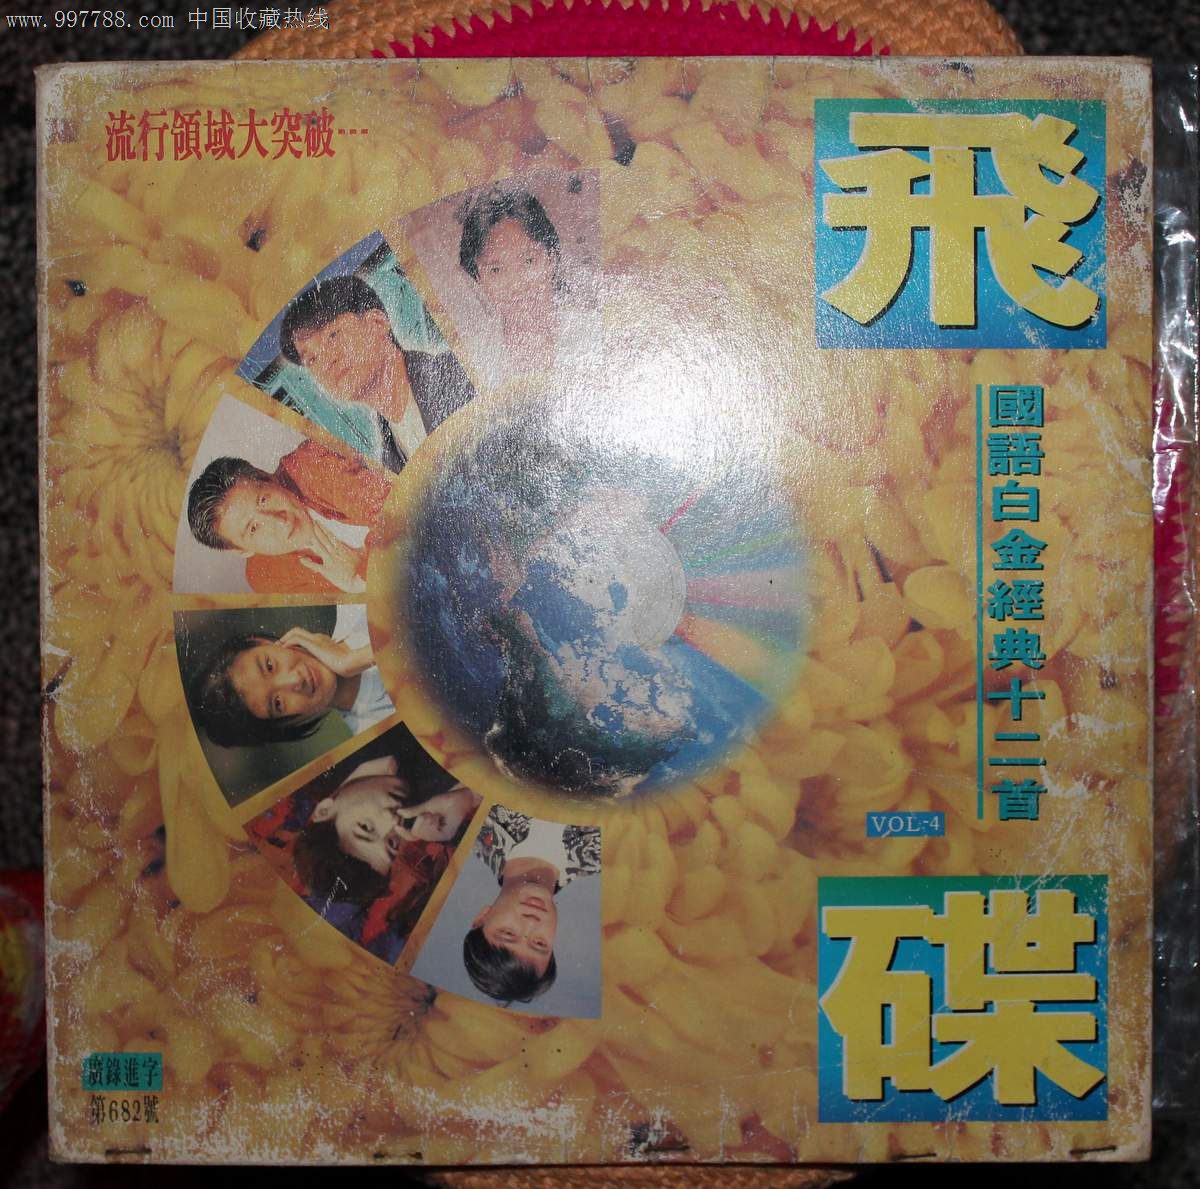 www.997788.com 中国收藏热线
流行領域大突破…
飛
碟
國語白金經典十二首
VOL-4
廣錄進字
第682號